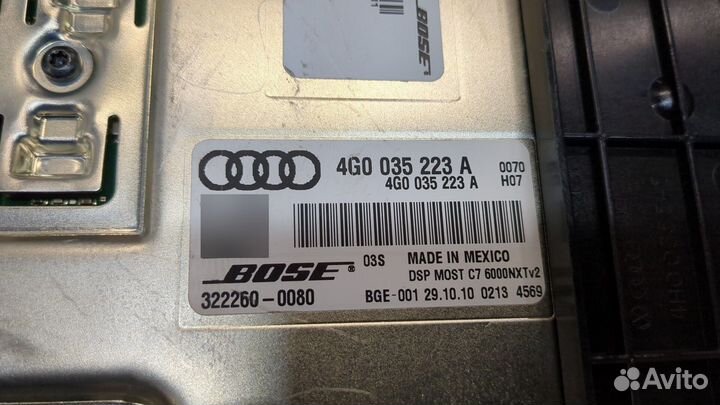 BOSE
4G0 035 223 A 0070
4G0 035 223 A H07
BOSE® 03S MADE IN MEXICO
DSP MOST C7 6000NXTv2
322260-0080 BGE-001 29.10.10 0213 4569
Avito